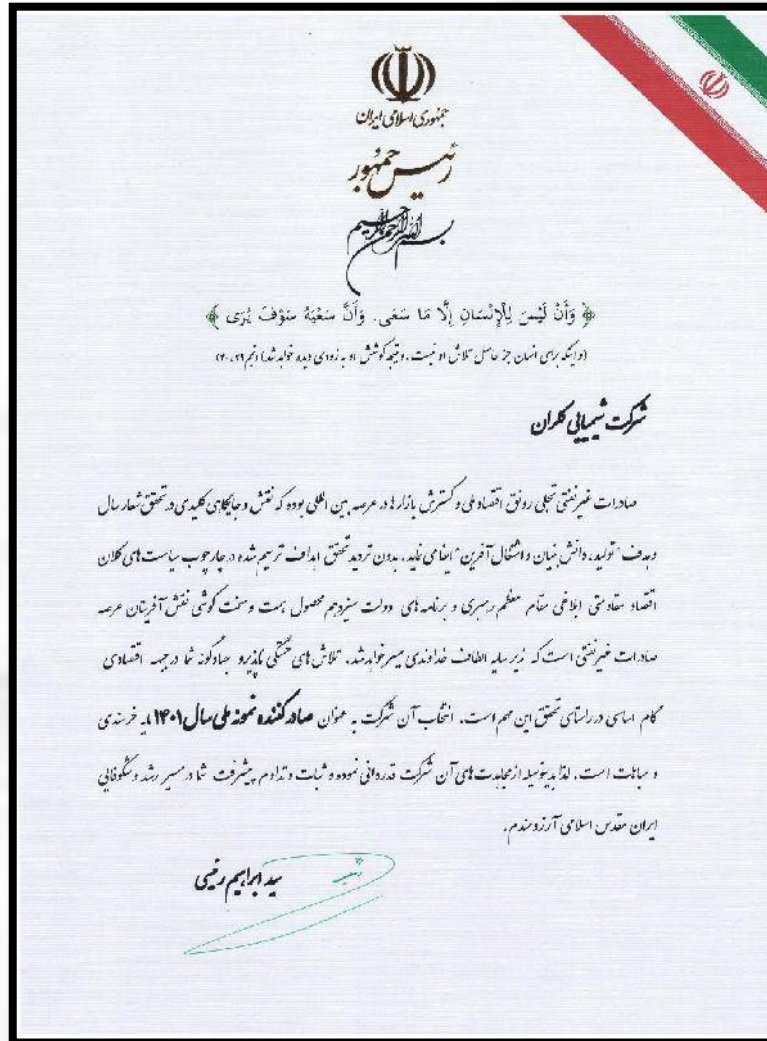 جمهوری اسلامی ایران
رئیس جمهور
بسم الله الرحمن الرحیم
﴿ وَأَنْ لَيْسَ لِلْإِنْسَانِ إِلَّا مَا سَعَى. وَأَنَّ سَعْيَهُ سَوْفَ يُرَى ﴾
(و اینکه برای انسان جز حاصل تلاش او نیست، و نتیجه کوشش او به زودی دیده خواهد شد) (نجم ۳۹، ۴۰)
شرکت شیمیایی کلران
صادرات غیرنفتی تجلی رونق اقتصاد ملی و گسترش بازارها در عرصه بین المللی بوده که نقش و جایگاهی کلیدی در تحقق شعار سال
وهدف "تولید، دانش بنیان و اشتغال آفرین" ایفا می نماید. بدون تردید تحقق اهداف ترسیم شده در چارچوب سیاست های کلان
اقتصاد مقاومتی ابلاغی مقام معظم رهبری و برنامه های دولت سیزدهم محصول همت و سخت کوشی نقش آفرینان عرصه
صادرات غیرنفتی است که زیر سایه الطاف خداوندی میسر خواهد شد. تلاش های خستگی ناپذیر و جهادگونه شما در جبهه اقتصادی
گام اساسی در راستای تحقق این مهم است. انتخاب آن شرکت به عنوان صادرکننده نمونه ملی سال ۱۴۰۱ مایه خرسندی
و مباهات است. لذا بدینوسیله از مجاهدت های آن شرکت قدردانی نموده و ثبات و تداوم پیشرفت شما در مسیر رشد و شکوفایی
ایران مقدس اسلامی آرزومندم.
سید ابراهیم رئیسی